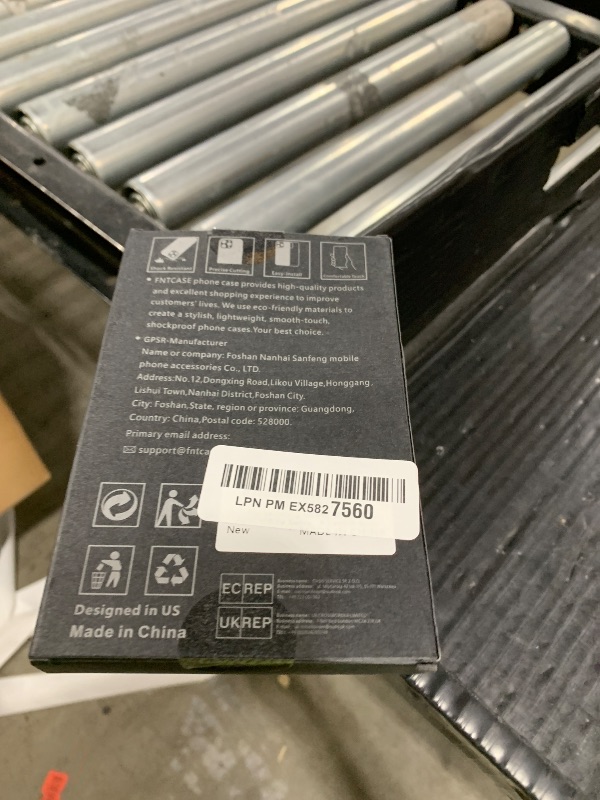 Shock Resistant
Precise Cutting
Easy-Install
Comfortable Touch
• FNTCASE phone case provides high-quality products
and excellent shopping experience to improve
customers' lives. We use eco-friendly materials to
create a stylish, lightweight, smooth-touch,
shockproof phone cases.Your best choice.
• GPSR-Manufacturer
Name or company: Foshan Nanhai Sanfeng mobile
phone accessories Co., LTD.
Address:No.12,Dongxing Road,Likou Village,Honggang.
Lishui Town,Nanhai District,Foshan City.
City: Foshan,State, region or province: Guangdong,
Country: China,Postal code: 528000.
Primary email address:
support@fntca
LPN PM EX5827560
New
EC REP
UK REP
Designed in US
Made in China